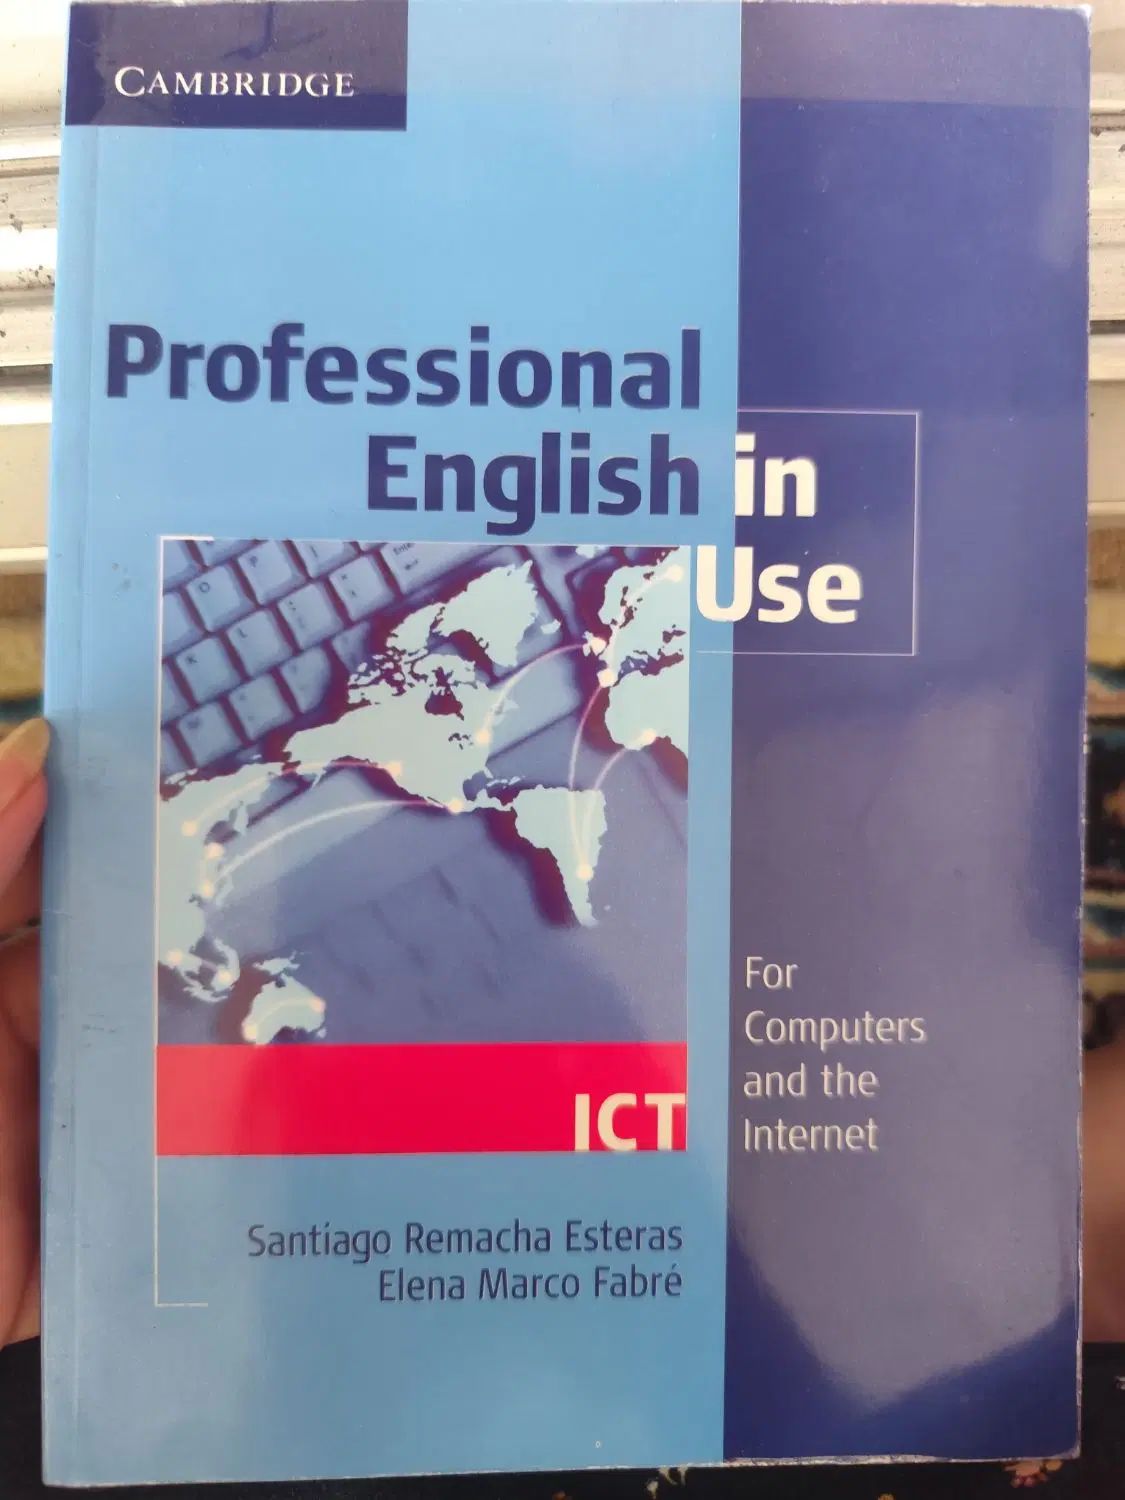 CAMBRIDGE
Professional
English in
Use
ICT
For
Computers
and the
Internet
Santiago Remacha Esteras
Elena Marco Fabré